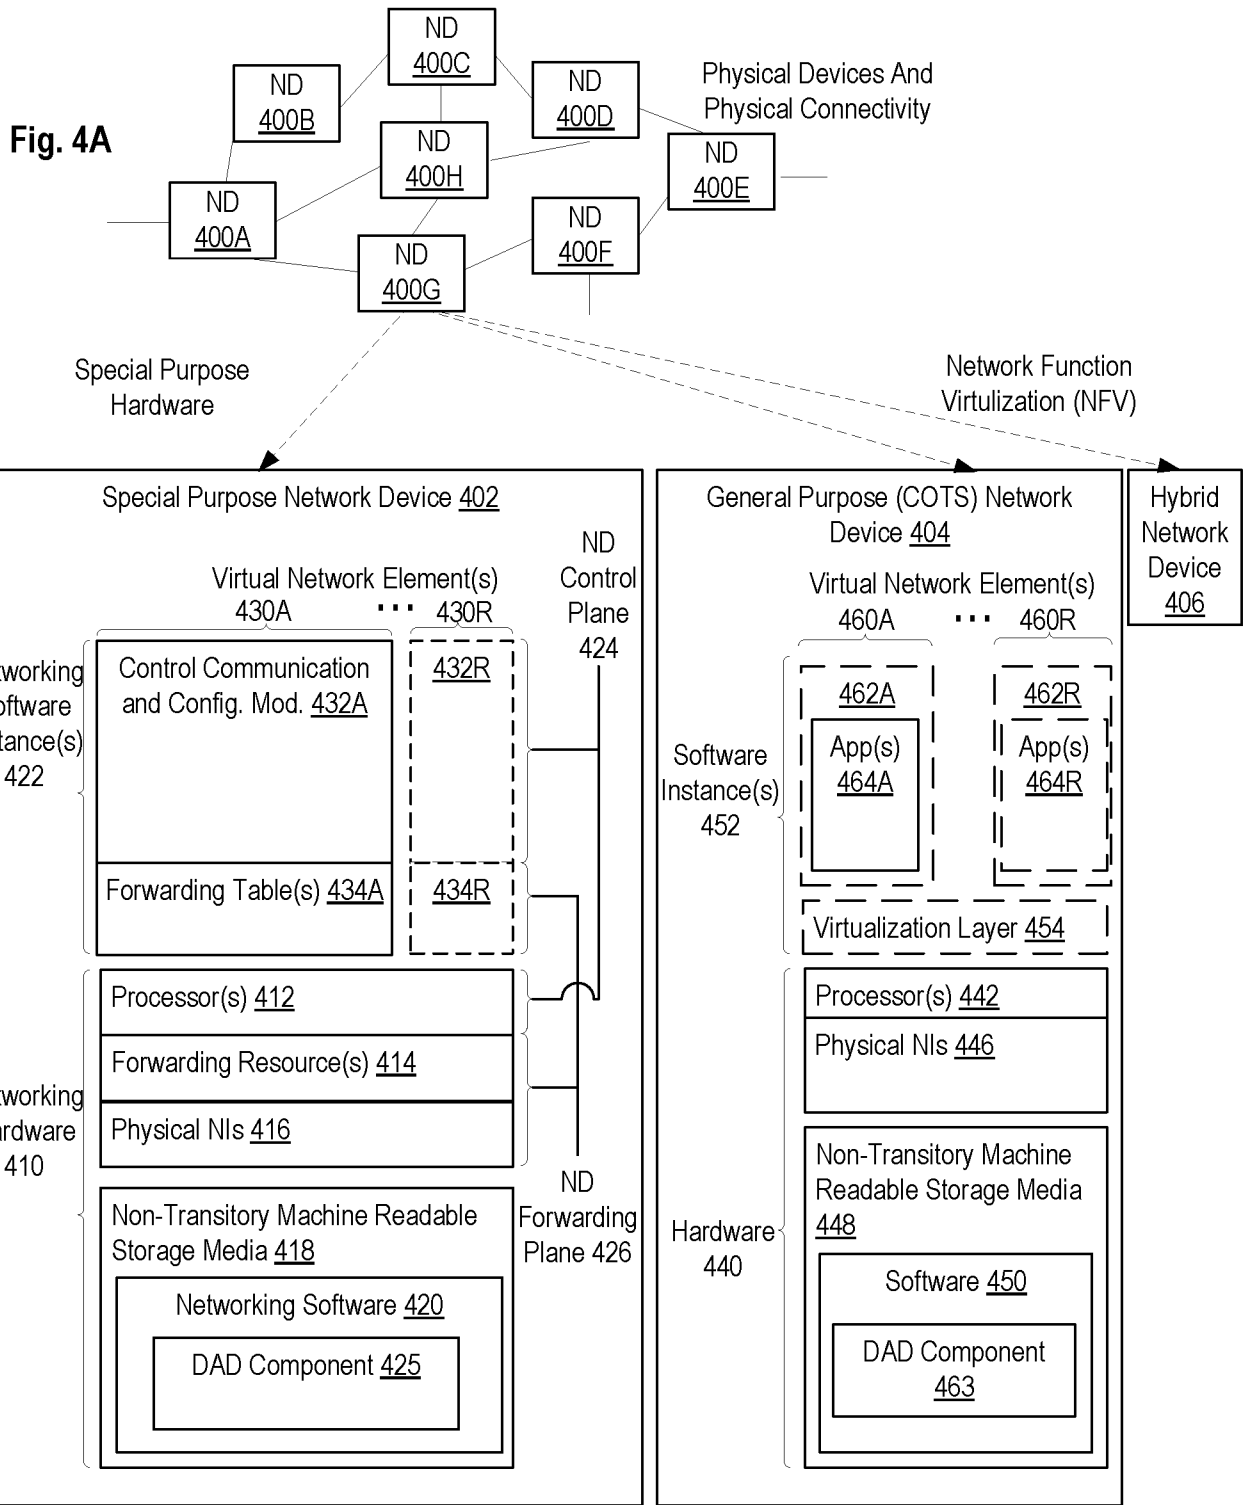 Fig. 4A
ND
400C
ND
400B
ND
400D
Physical Devices And
Physical Connectivity
ND
400H
ND
400E
ND
400A
ND
400F
ND
400G
Special Purpose
Hardware
Network Function
Virtulization (NFV)
Special Purpose Network Device 402
ND
Control
Plane
424
Virtual Network Element(s)
430A
...
430R
Control Communication
and Config. Mod. 432A
432R
tworking
oftware
tance(s)
422
Forwarding Table(s) 434A
434R
Processor(s) 412
Forwarding Resource(s) 414
Physical NIs 416
tworking
ardware
410
ND
Forwarding
Plane 426
Non-Transitory Machine Readable
Storage Media 418
Networking Software 420
DAD Component 425
General Purpose (COTS) Network
Device 404
Virtual Network Element(s)
460A
...
460R
462A
462R
App(s)
464A
App(s)
464R
Software
Instance(s)
452
Virtualization Layer 454
Processor(s) 442
Physical NIs 446
Non-Transitory Machine
Readable Storage Media
448
Hardware
440
Software 450
DAD Component
463
Hybrid
Network
Device
406